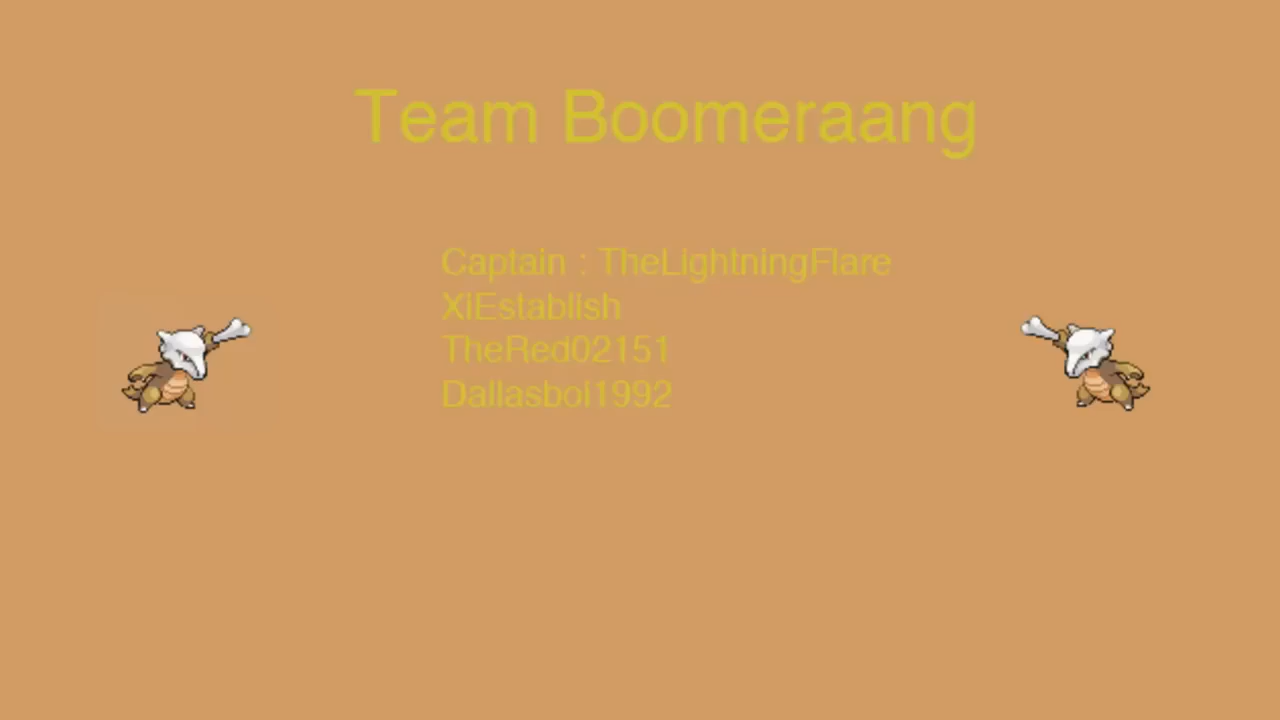 Team Boomeraang
Captain : TheLightningFlare
XiEstablish
TheRed02151
Dallasboi1992